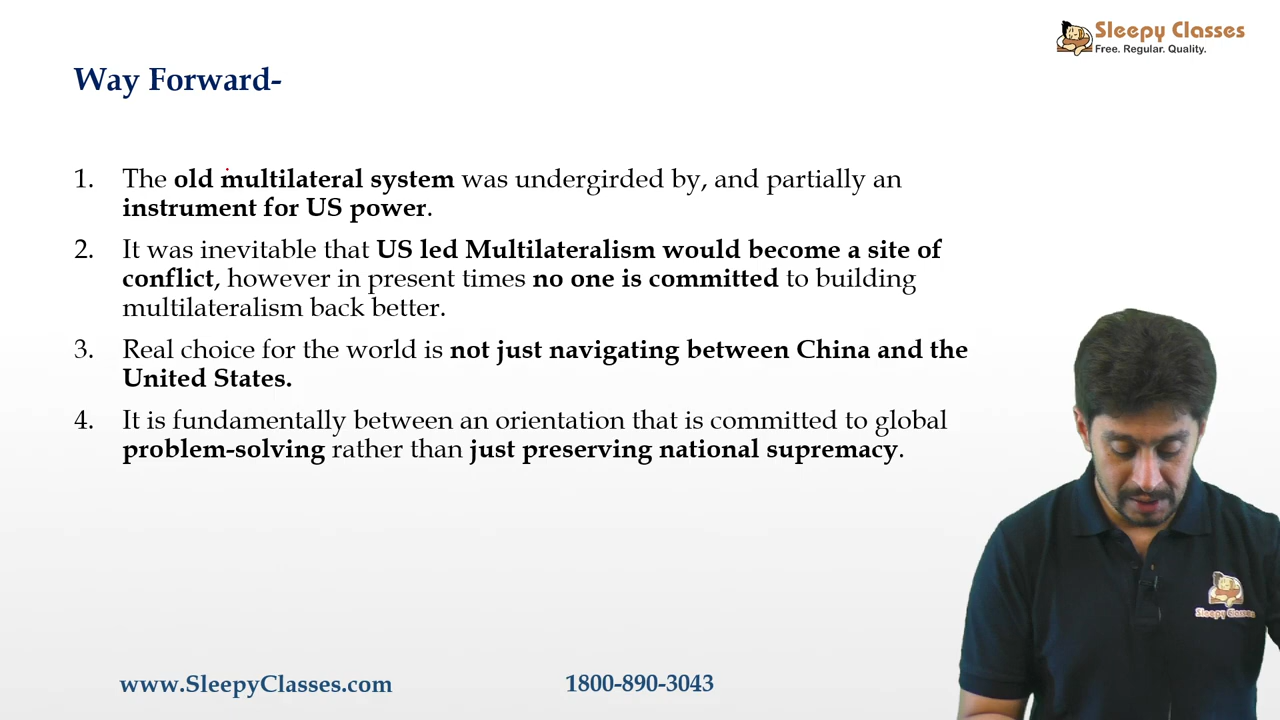 Sleepy Classes
Free. Regular. Quality.
Way Forward-
1. The old multilateral system was undergirded by, and partially an
instrument for US power.
2. It was inevitable that US led Multilateralism would become a site of
conflict, however in present times no one is committed to building
multilateralism back better.
3. Real choice for the world is not just navigating between China and the
United States.
4. It is fundamentally between an orientation that is committed to global
problem-solving rather than just preserving national supremacy.
Sleepy Classes
www.SleepyClasses.com
1800-890-3043